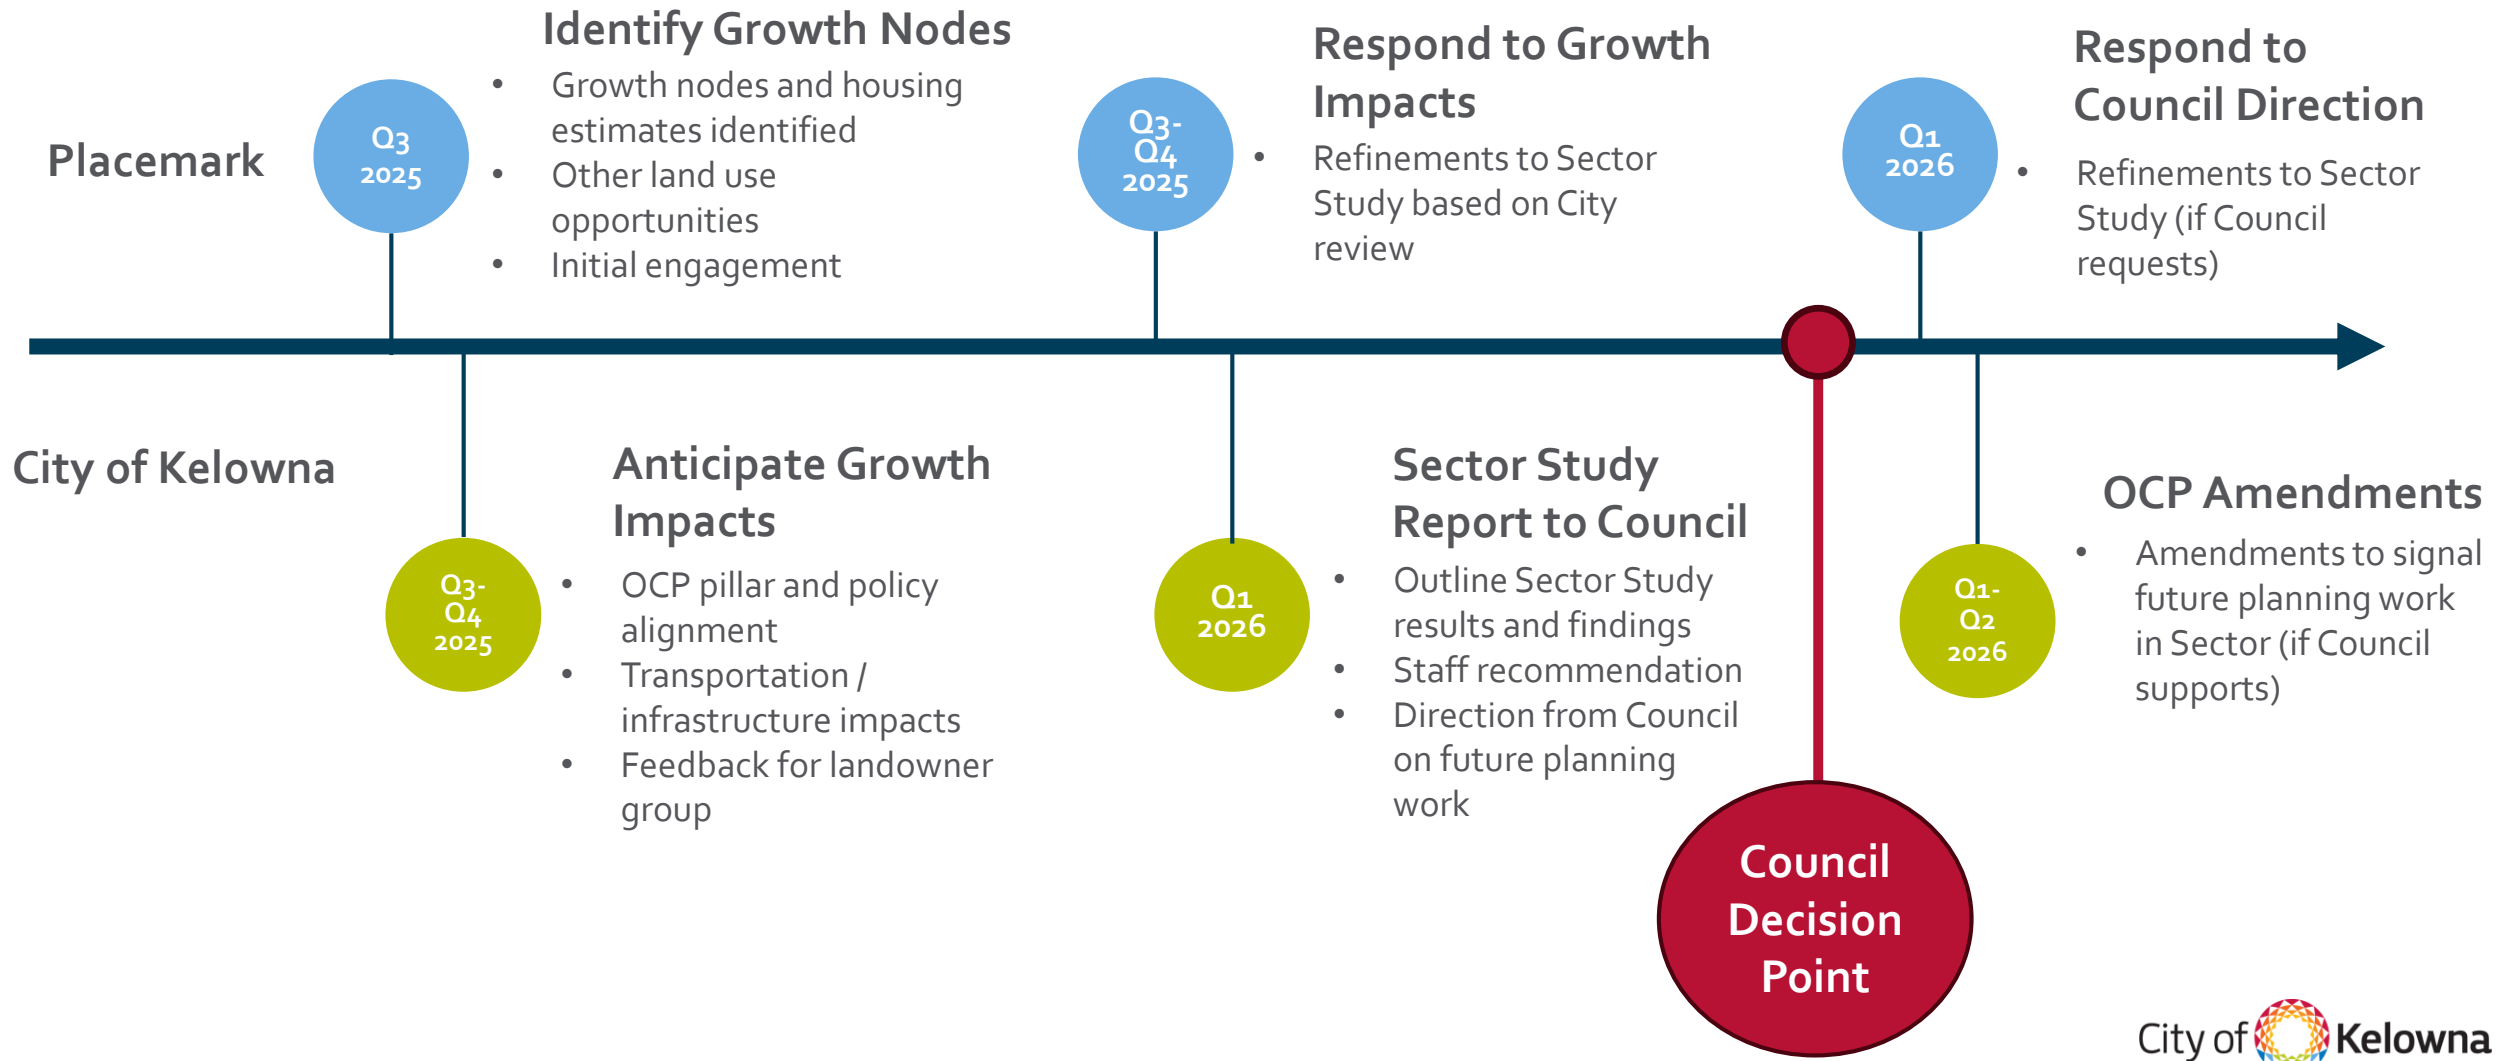 Placemark
Q3
2025
Identify Growth Nodes
• Growth nodes and housing
estimates identified
• Other land use
opportunities
• Initial engagement
Q3-
Q4
2025
Respond to Growth
Impacts
• Refinements to Sector
Study based on City
review
Q1
2026
Respond to
Council Direction
• Refinements to Sector
Study (if Council
requests)
City of Kelowna
Q3-
Q4
2025
Anticipate Growth
Impacts
• OCP pillar and policy
alignment
• Transportation /
infrastructure impacts
• Feedback for landowner
group
Q1
2026
Sector Study
Report to Council
• Outline Sector Study
results and findings
• Staff recommendation
• Direction from Council
on future planning
work
Council
Decision
Point
Q1-
Q2
2026
OCP Amendments
• Amendments to signal
future planning work
in Sector (if Council
supports)
City of Kelowna